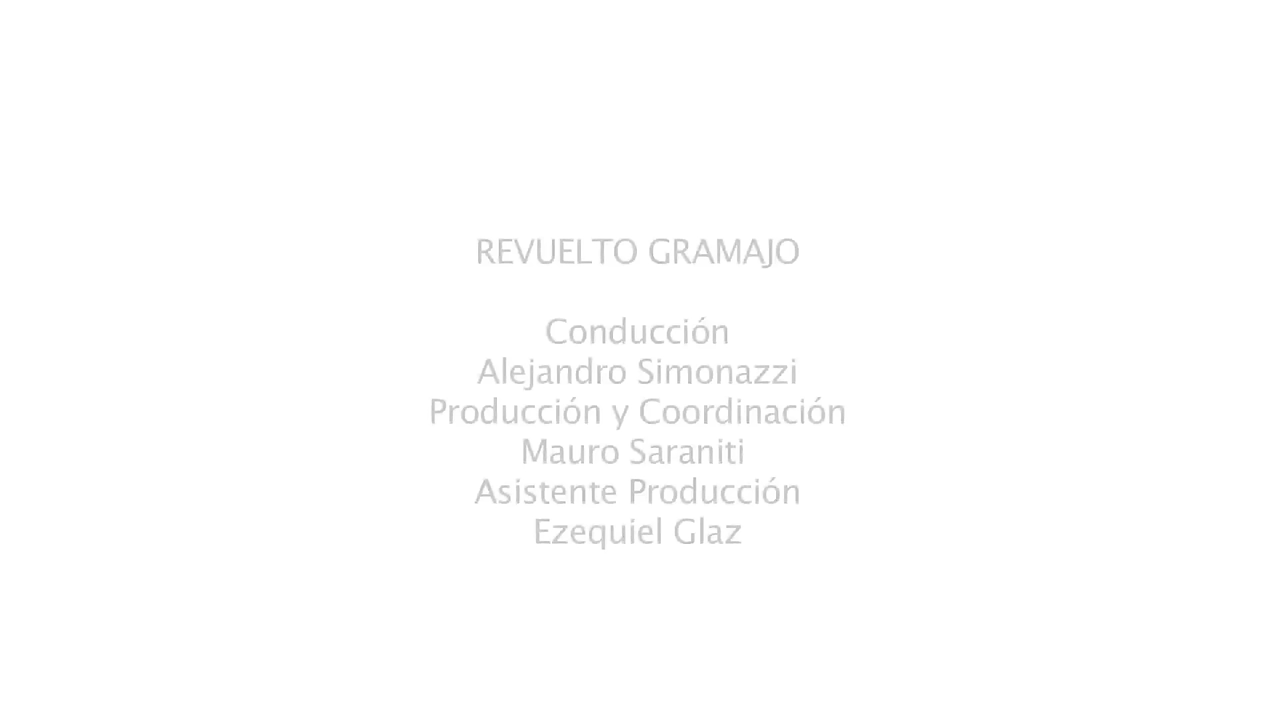 REVUELTO GRAMAJO
Conducción
Alejandro Simonazzi
Producción y Coordinación
Mauro Saraniti
Asistente Producción
Ezequiel Glaz